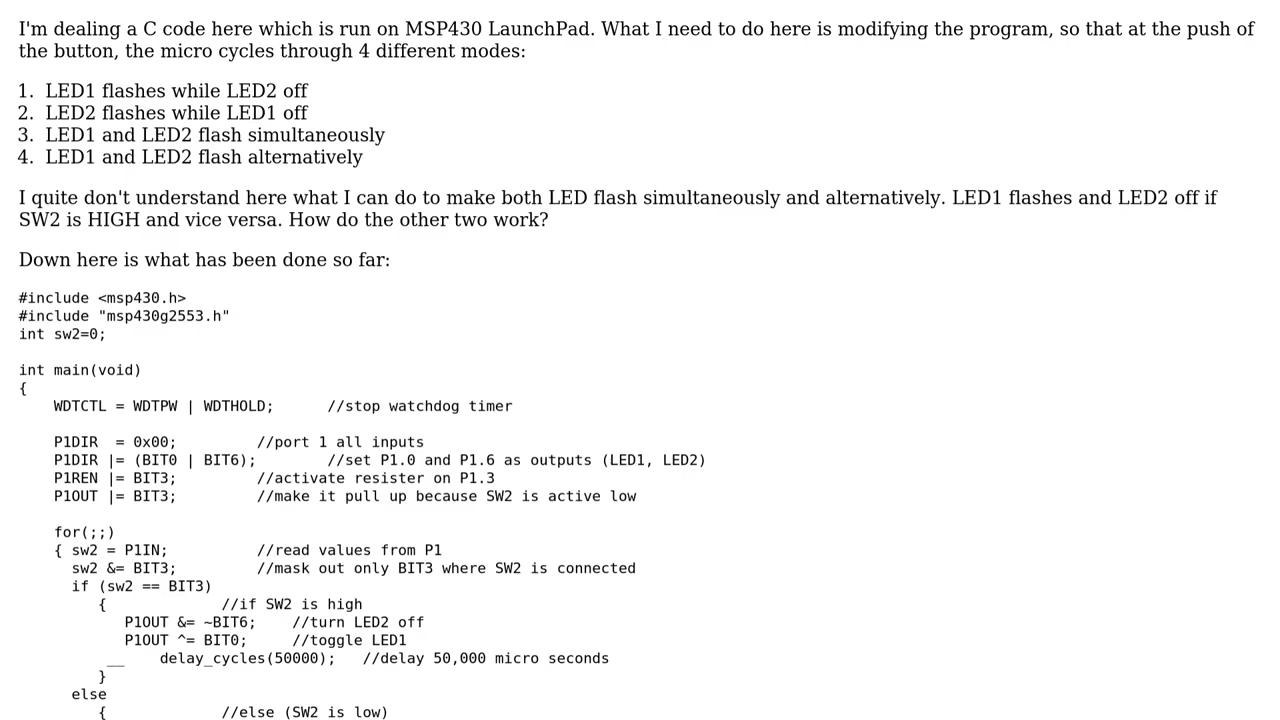 I'm dealing a C code here which is run on MSP430 LaunchPad. What I need to do here is modifying the program, so that at the push of
the button, the micro cycles through 4 different modes:
1. LED1 flashes while LED2 off
2. LED2 flashes while LED1 off
3. LED1 and LED2 flash simultaneously
4. LED1 and LED2 flash alternatively
I quite don't understand here what I can do to make both LED flash simultaneously and alternatively. LED1 flashes and LED2 off if
SW2 is HIGH and vice versa. How do the other two work?
Down here is what has been done so far:
#include <msp430.h>
#include "msp430g2553.h"
int sw2=0;
int main(void)
{
    WDTCTL = WDTPW | WDTHOLD;      //stop watchdog timer
    P1DIR  = 0x00;         //port 1 all inputs
    P1DIR |= (BIT0 | BIT6);        //set P1.0 and P1.6 as outputs (LED1, LED2)
    P1REN |= BIT3;         //activate resister on P1.3
    P1OUT |= BIT3;         //make it pull up because SW2 is active low
    for(;;)
    { sw2 = P1IN;          //read values from P1
      sw2 &= BIT3;         //mask out only BIT3 where SW2 is connected
      if (sw2 == BIT3)
         {             //if SW2 is high
            P1OUT &= ~BIT6;    //turn LED2 off
            P1OUT ^= BIT0;     //toggle LED1
          __    delay_cycles(50000);   //delay 50,000 micro seconds
         }
      else
         {             //else (SW2 is low)